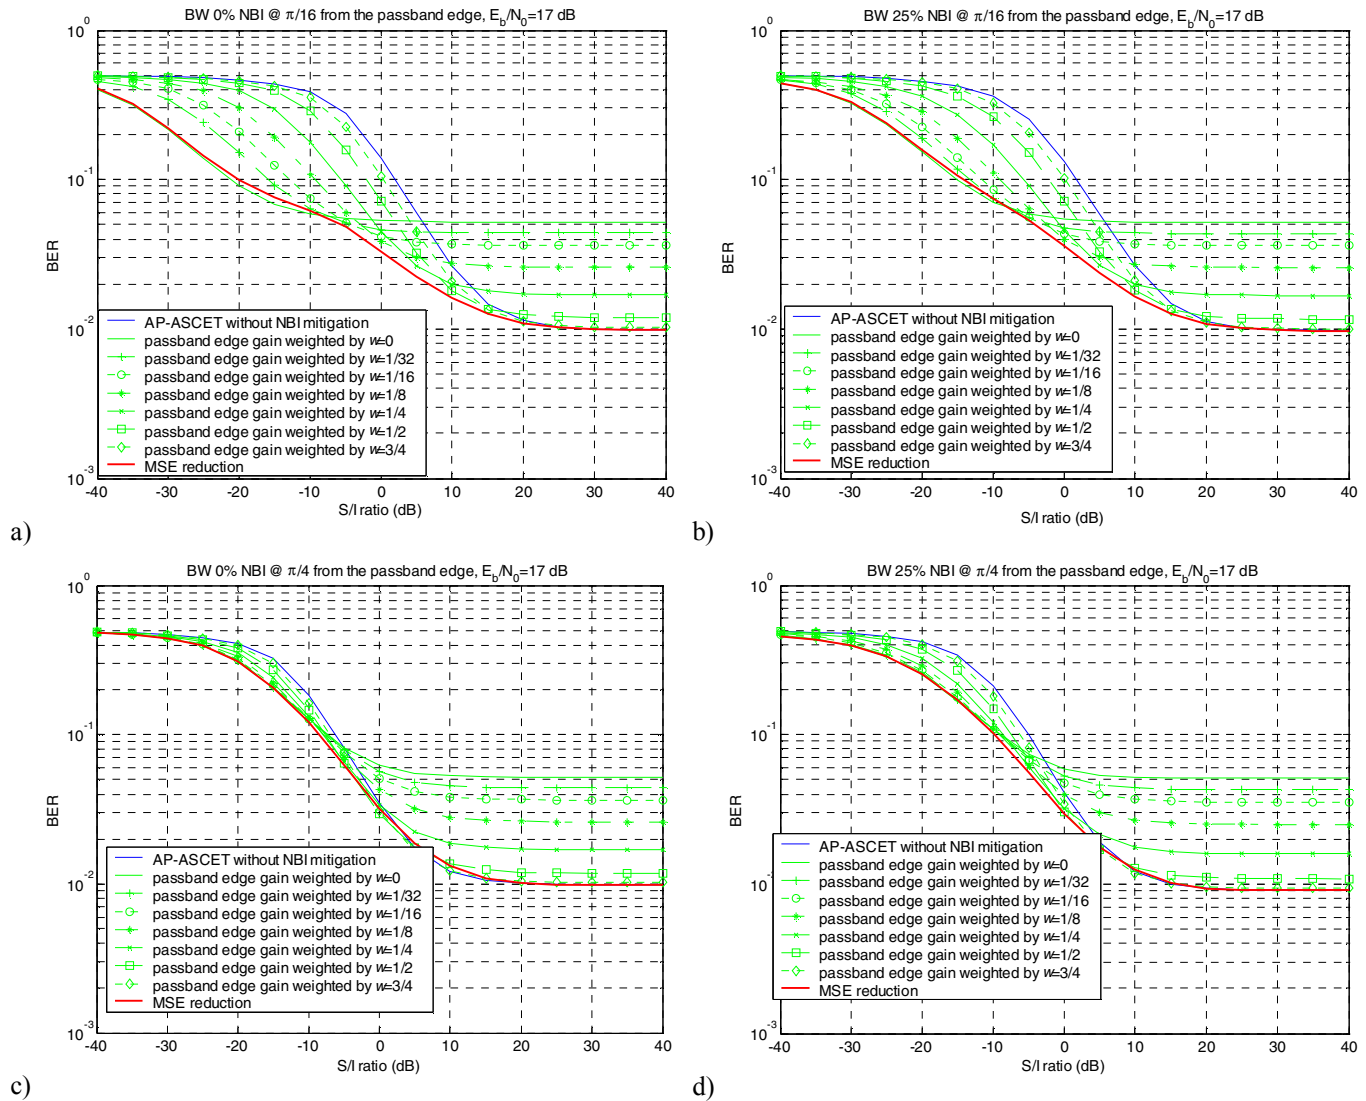 BW 0% NBI @ π/16 from the passband edge, E_b/N_0=17 dB
10^0
10^-1
10^-2
10^-3
BER
AP-ASCET without NBI mitigation
passband edge gain weighted by w=0
passband edge gain weighted by w=1/32
passband edge gain weighted by w=1/16
passband edge gain weighted by w=1/8
passband edge gain weighted by w=1/4
passband edge gain weighted by w=1/2
passband edge gain weighted by w=3/4
MSE reduction
-40 -30 -20 -10 0 10 20 30 40
S/I ratio (dB)
a)
BW 25% NBI @ π/16 from the passband edge, E_b/N_0=17 dB
10^0
10^-1
10^-2
10^-3
BER
AP-ASCET without NBI mitigation
passband edge gain weighted by w=0
passband edge gain weighted by w=1/32
passband edge gain weighted by w=1/16
passband edge gain weighted by w=1/8
passband edge gain weighted by w=1/4
passband edge gain weighted by w=1/2
passband edge gain weighted by w=3/4
MSE reduction
-40 -30 -20 -10 0 10 20 30 40
S/I ratio (dB)
b)
BW 0% NBI @ π/4 from the passband edge, E_b/N_0=17 dB
10^0
10^-1
10^-2
10^-3
BER
AP-ASCET without NBI mitigation
passband edge gain weighted by w=0
passband edge gain weighted by w=1/32
passband edge gain weighted by w=1/16
passband edge gain weighted by w=1/8
passband edge gain weighted by w=1/4
passband edge gain weighted by w=1/2
passband edge gain weighted by w=3/4
MSE reduction
-40 -30 -20 -10 0 10 20 30 40
S/I ratio (dB)
c)
BW 25% NBI @ π/4 from the passband edge, E_b/N_0=17 dB
10^0
10^-1
10^-3
BER
AP-ASCET without NBI mitigation
passband edge gain weighted by w=0
passband edge gain weighted by w=1/32
passband edge gain weighted by w=1/16
passband edge gain weighted by w=1/8
passband edge gain weighted by w=1/4
passband edge gain weighted by w=1/2
passband edge gain weighted by w=3/4
MSE reduction
-40 -30 -20 -10 0 10 20 30 40
S/I ratio (dB)
d)